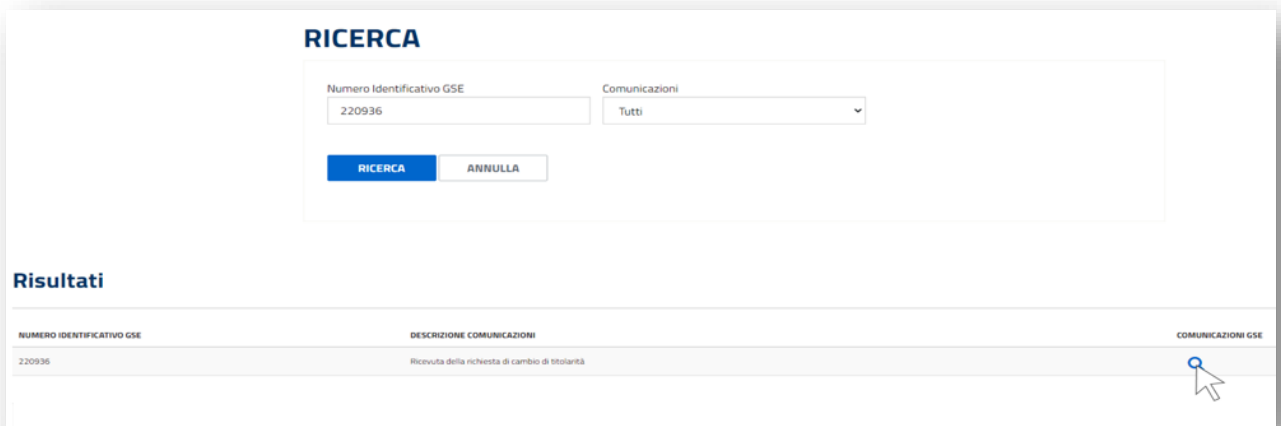 RICERCA
Numero Identificativo GSE Comunicazioni
220936 Tutti
RICERCA ANNULLA
Risultati
NUMERO IDENTIFICATIVO GSE DESCRIZIONE COMUNICAZIONI COMUNICAZIONI GSE
220936 Ricevuta della richiesta di cambio di titolarità